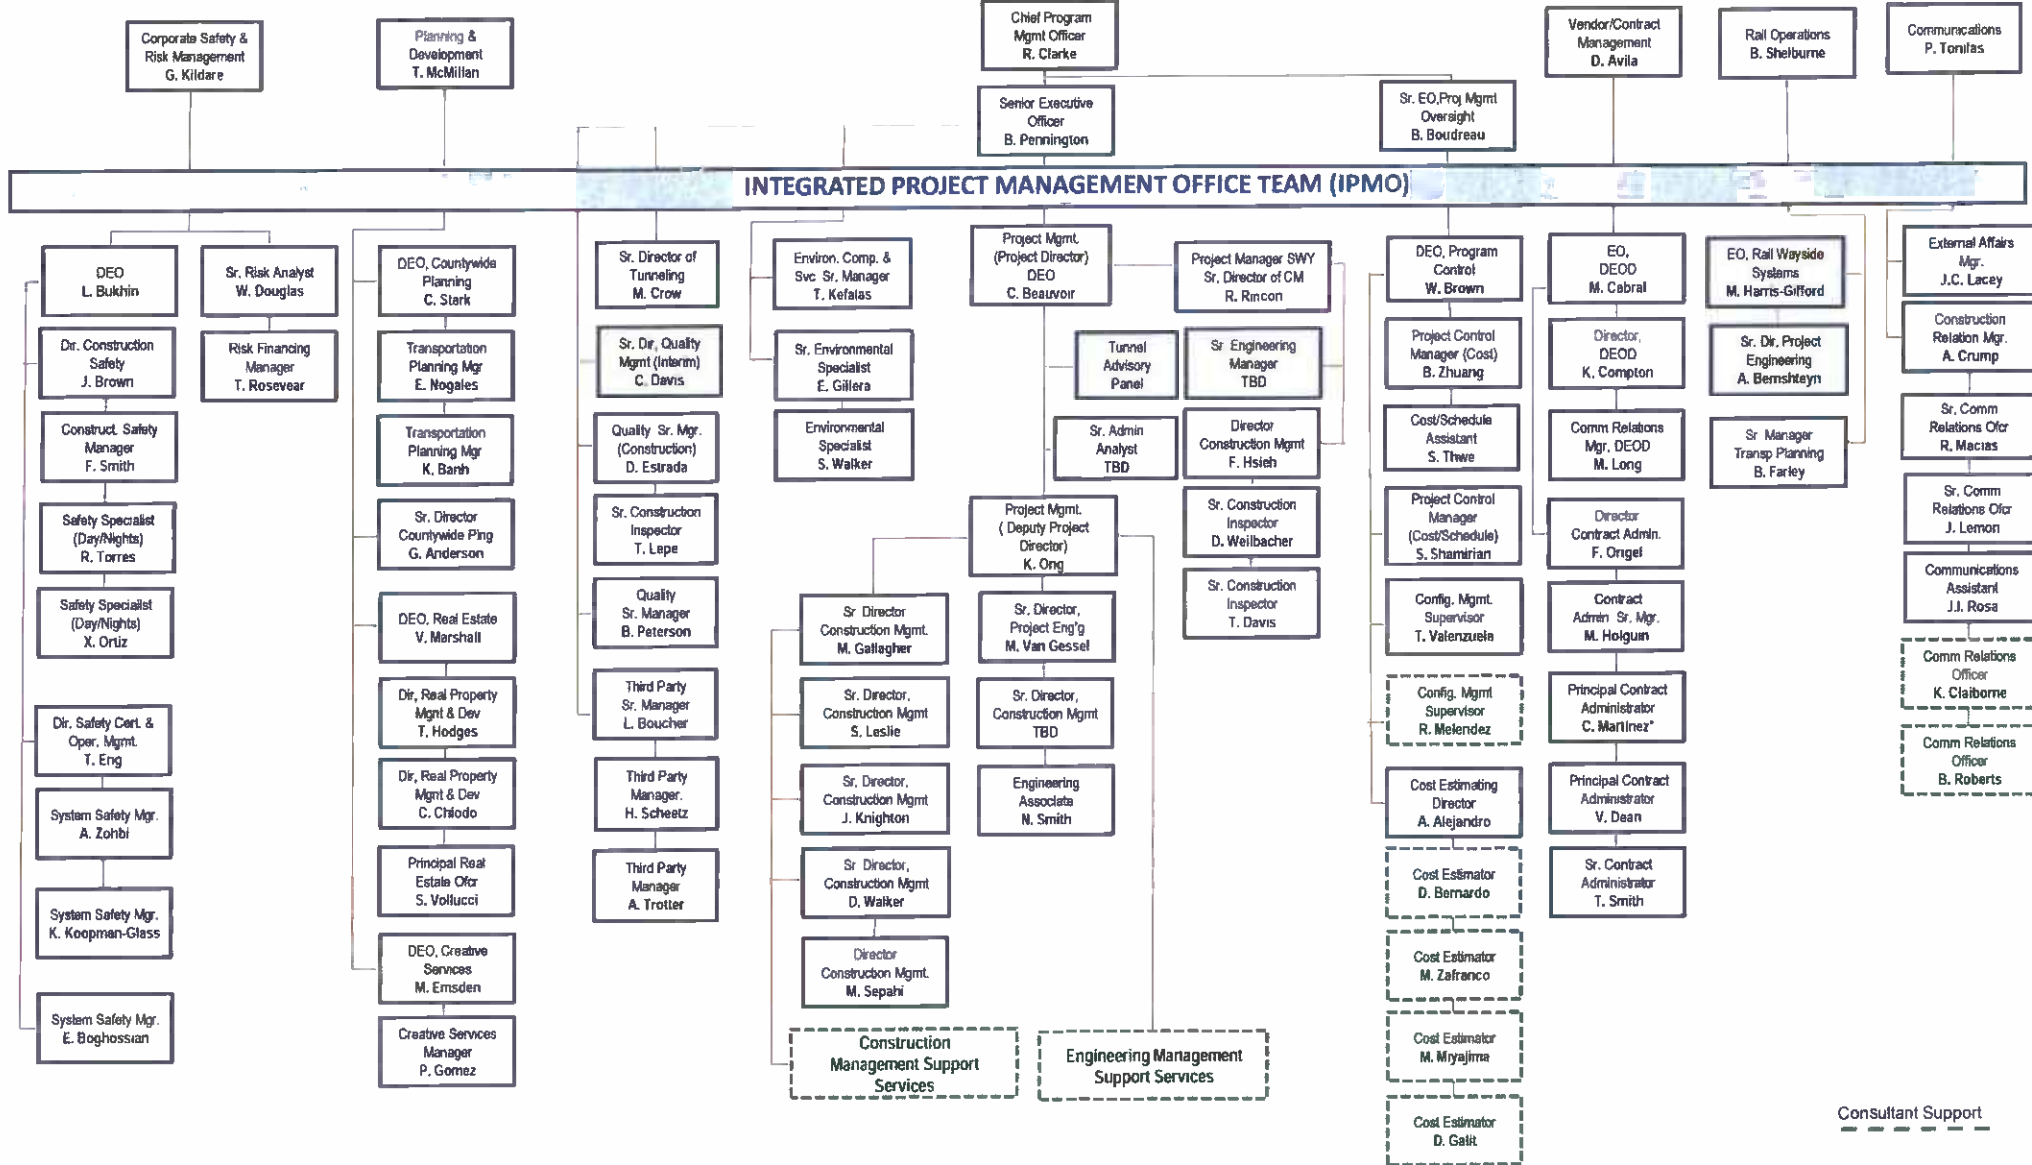 Corporate Safety &
Risk Management
G. Kildare
Planning &
Development
T. McMillan
Chief Program
Mgmt Officer
R. Clarke
Senior Executive
Officer
B. Pennington
Sr. EO,Proj Mgmt
Oversight
B. Boudreau
Vendor/Contract
Management
D. Avila
Rail Operations
B. Shelburne
Communications
P. Tonilas
INTEGRATED PROJECT MANAGEMENT OFFICE TEAM (IPMO)
DEO
L. Bukhin
Dir. Construction
Safety
J. Brown
Construct. Safety
Manager
F. Smith
Safety Specialist
(Day/Nights)
R. Torres
Safety Specialist
(Day/Nights)
X. Ortiz
Dir. Safety Cert. &
Oper. Mgmt.
T. Eng
System Safety Mgr.
A. Zohbi
System Safety Mgr.
K. Koopman-Glass
System Safety Mgr.
E. Boghossian
Sr. Risk Analyst
W. Douglas
Risk Financing
Manager
T. Rosevear
DEO, Countywide
Planning
C. Stark
Transportation
Planning Mgr
E. Nogales
Transportation
Planning Mgr
K. Banh
Sr. Director
Countywide Plng
G. Anderson
DEO, Real Estate
V. Marshall
Dir, Real Property
Mgnt & Dev
T. Hodges
Dir, Real Property
Mgnt & Dev
C. Chiodo
Principal Real
Estate Ofcr
S. Vollucci
DEO, Creative
Services
M. Emsden
Creative Services
Manager
P. Gomez
Sr. Director of
Tunneling
M. Crow
Sr. Dir, Quality
Mgmt (Interim)
C. Davis
Quality Sr. Mgr.
(Construction)
D. Estrada
Sr. Construction
Inspector
T. Lepe
Quality
Sr. Manager
B. Peterson
Third Party
Sr. Manager
L. Boucher
Third Party
Manager.
H. Scheetz
Third Party
Manager
A. Trotter
Environ. Comp. &
Svc Sr. Manager
T. Kefalas
Sr. Environmental
Specialist
E. Gillera
Environmental
Specialist
S. Walker
Project Mgmt.
(Project Director)
DEO
C. Beauvoir
Project Manager SWY
Sr, Director of CM
R. Rincon
Tunnel
Advisory
Panel
Sr Engineering
Manager
TBD
Sr. Admin
Analyst
TBD
Director
Construction Mgmt
F. Hsieh
Sr. Construction
Inspector
D. Weilbacher
Sr. Construction
Inspector
T. Davis
Project Mgmt.
( Deputy Project
Director)
K. Ong
Sr Director
Construction Mgmt.
M. Gallagher
Sr. Director,
Construction Mgmt
S. Leslie
Sr, Director,
Construction Mgmt
J. Knighton
Sr Director,
Construction Mgmt
D. Walker
Director
Construction Mgmt.
M. Sepahi
Construction
Management Support
Services
Sr, Director,
Project Eng'g
M. Van Gessel
Sr. Director,
Construction Mgmt
TBD
Engineering
Associate
N. Smith
Engineering Management
Support Services
DEO, Program
Control
W. Brown
Project Control
Manager (Cost)
B. Zhuang
Cost/Schedule
Assistant
S. Thwe
Project Control
Manager
(Cost/Schedule)
S. Shamirian
Config. Mgmt.
Supervisor
T. Valenzuela
Config. Mgmt
Supervisor
R. Melendez
Cost Estimating
Director
A. Alejandro
Cost Estimator
D. Bernardo
Cost Estimator
M. Zafranco
Cost Estimator
M. Miyajima
Cost Estimator
D. Galit
EO,
DEOD
M. Cabral
Director,
DEOD
K. Compton
Comm Relations
Mgr, DEOD
M. Long
Director
Contract Admin.
F. Origel
Contract
Admin Sr. Mgr.
M. Holguin
Principal Contract
Administrator
C. Martinez*
Principal Contract
Administrator
V. Dean
Sr. Contract
Administrator
T. Smith
EO, Rail Wayside
Systems
M. Harris-Gifford
Sr. Dir, Project
Engineering
A. Bernshteyn
Sr Manager
Transp Planning
B. Farley
External Affairs
Mgr.
J.C. Lacey
Construction
Relation Mgr.
A. Crump
Sr, Comm
Relations Ofcr
R. Macias
Sr, Comm
Relations Ofcr
J. Lemon
Communications
Assistant
J.I. Rosa
Comm Relations
Officer
K. Claiborne
Comm Relations
Officer
B. Roberts
Consultant Support